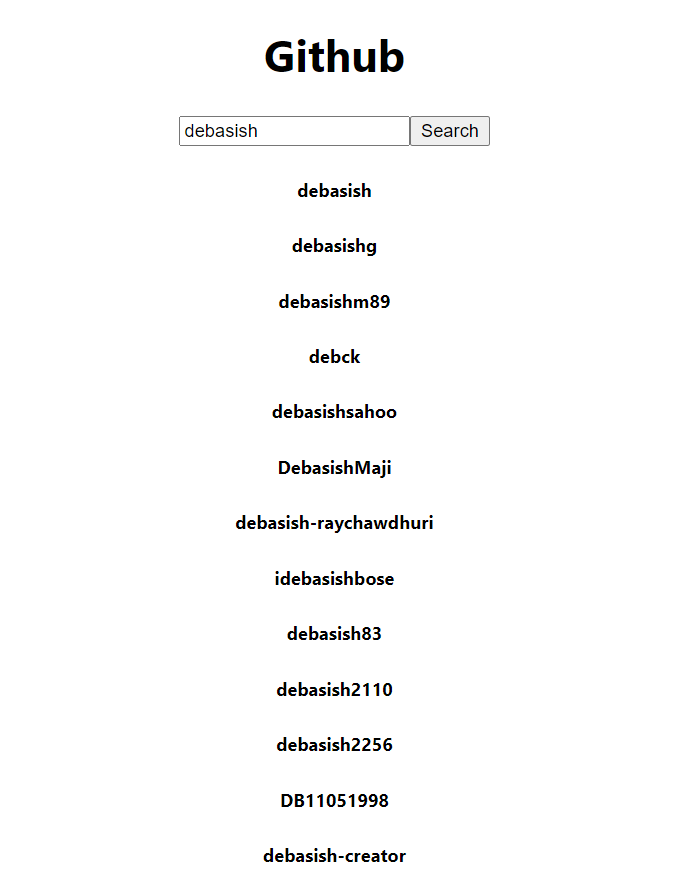 Github
debasish Search
debasish
debasishg
debasishm89
debck
debasishsahoo
DebasishMaji
debasish-raychawdhuri
idebasishbose
debasish83
debasish2110
debasish2256
DB11051998
debasish-creator